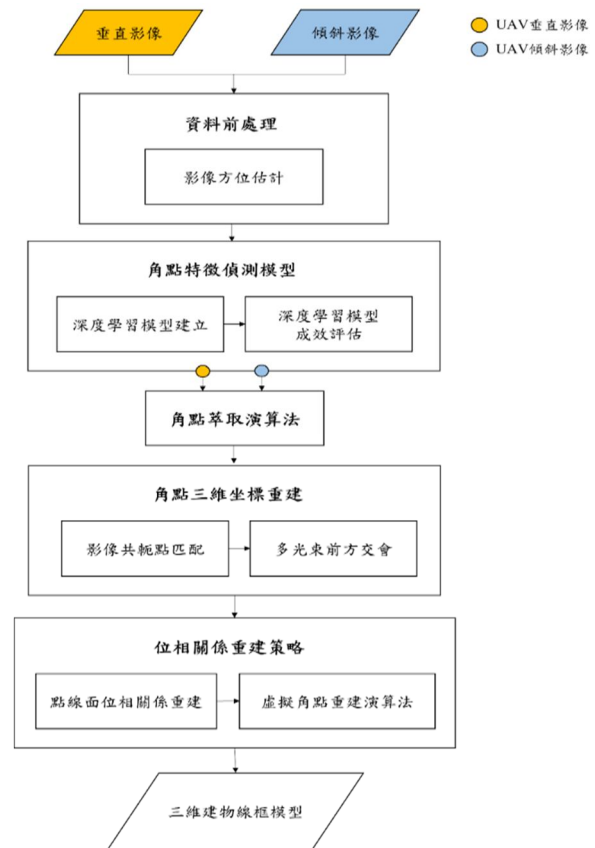 垂直影像
傾斜影像
UAV垂直影像
UAV傾斜影像
資料前處理
影像方位估計
角點特徵偵測模型
深度學習模型建立
深度學習模型
成效評估
角點萃取演算法
角點三維坐標重建
影像共軛點匹配
多光束前方交會
位相關係重建策略
點線面位相關係重建
虛擬角點重建演算法
三維建物線框模型